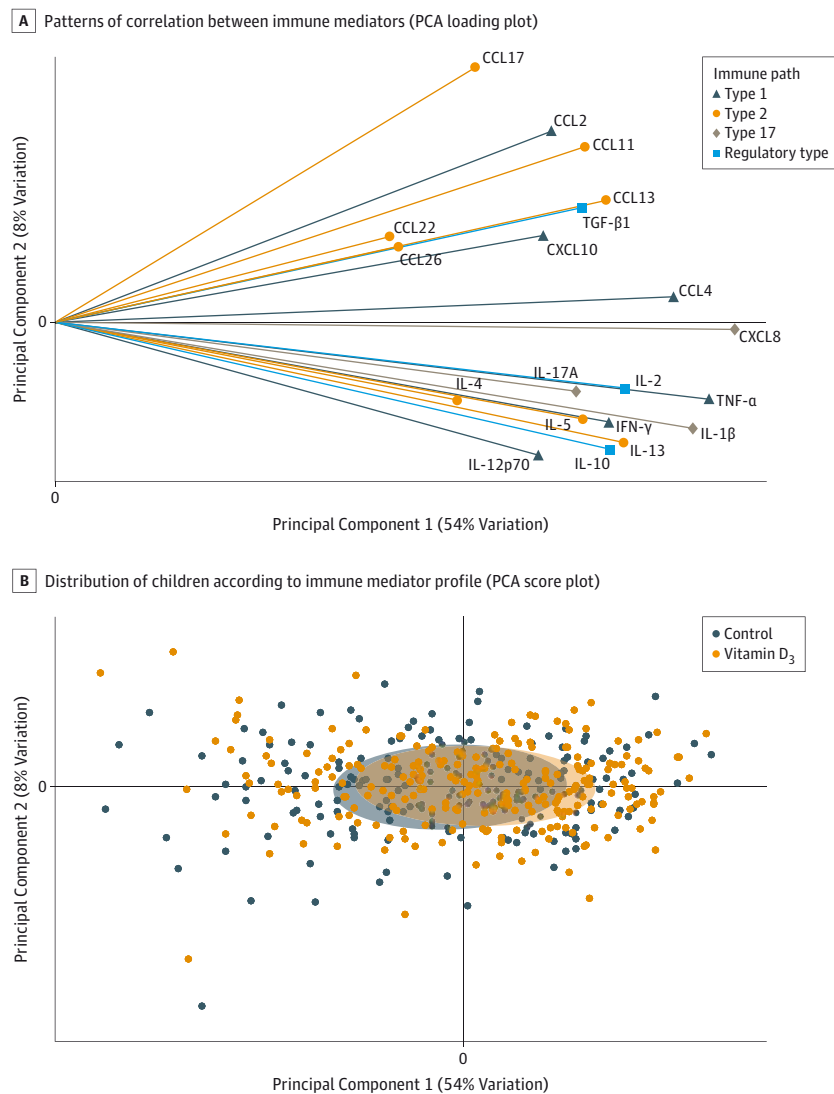 A Patterns of correlation between immune mediators (PCA loading plot)
CCL17
CCL2
CCL11
CCL13
TGF-β1
CCL22
CCL26
CXCL10
CCL4
CXCL8
IL-17A
IL-2
IL-4
TNF-α
IL-5
IFN-γ
IL-1β
IL-12p70
IL-10
IL-13
Immune path
Type 1
Type 2
Type 17
Regulatory type
Principal Component 2 (8% Variation)
0
0
Principal Component 1 (54% Variation)
B Distribution of children according to immune mediator profile (PCA score plot)
Control
Vitamin D3
Principal Component 2 (8% Variation)
0
0
Principal Component 1 (54% Variation)